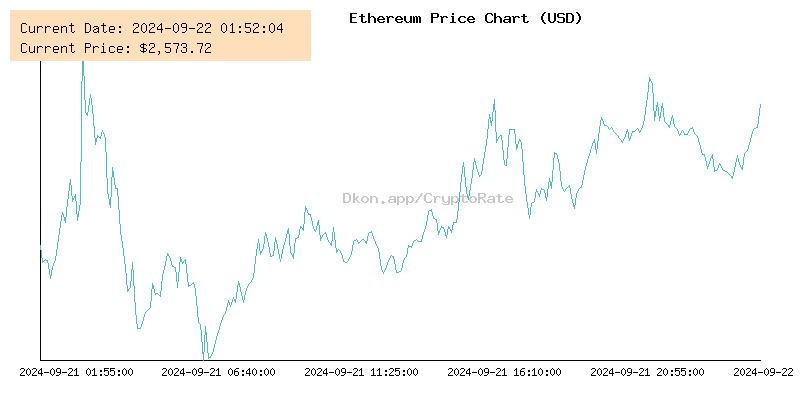 Ethereum Price Chart (USD)
Current Date: 2024-09-22 01:52:04
Current Price: $2,573.72
Dkon.app/CryptoRate
2024-09-21 01:55:00 2024-09-21 06:40:00 2024-09-21 11:25:00 2024-09-21 16:10:00 2024-09-21 20:55:00 2024-09-22